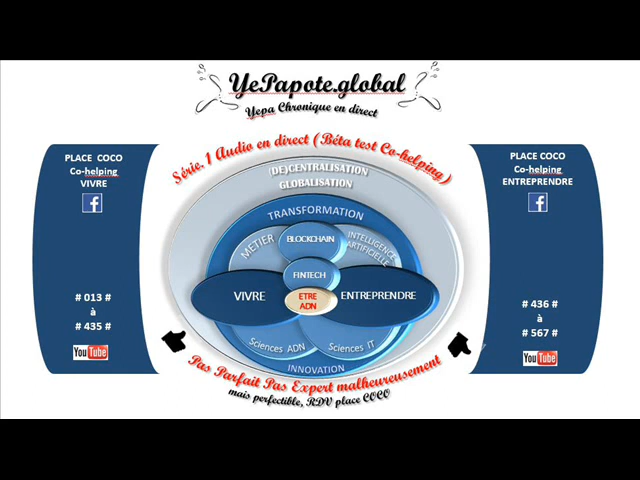 YePapote.global
Yepa Chronique en direct
Série, 1 Audio en direct (Béta test Co-helping)
PLACE COCO
Co-helping
VIVRE
# 013 #
à
# 435 #
YouTube
(DE)CENTRALISATION
GLOBALISATION
TRANSFORMATION
METIER
BLOCKCHAIN
INTELLIGENCE
ARTIFICIELLE
FINTECH
VIVRE
ETRE
ADN
ENTREPRENDRE
Sciences ADN
Sciences IT
INNOVATION
PLACE COCO
Co-helping
ENTREPRENDRE
# 436 #
à
# 567 #
YouTube
Pas Parfait Pas Expert malheureusement
mais perfectible, RDV place COCO